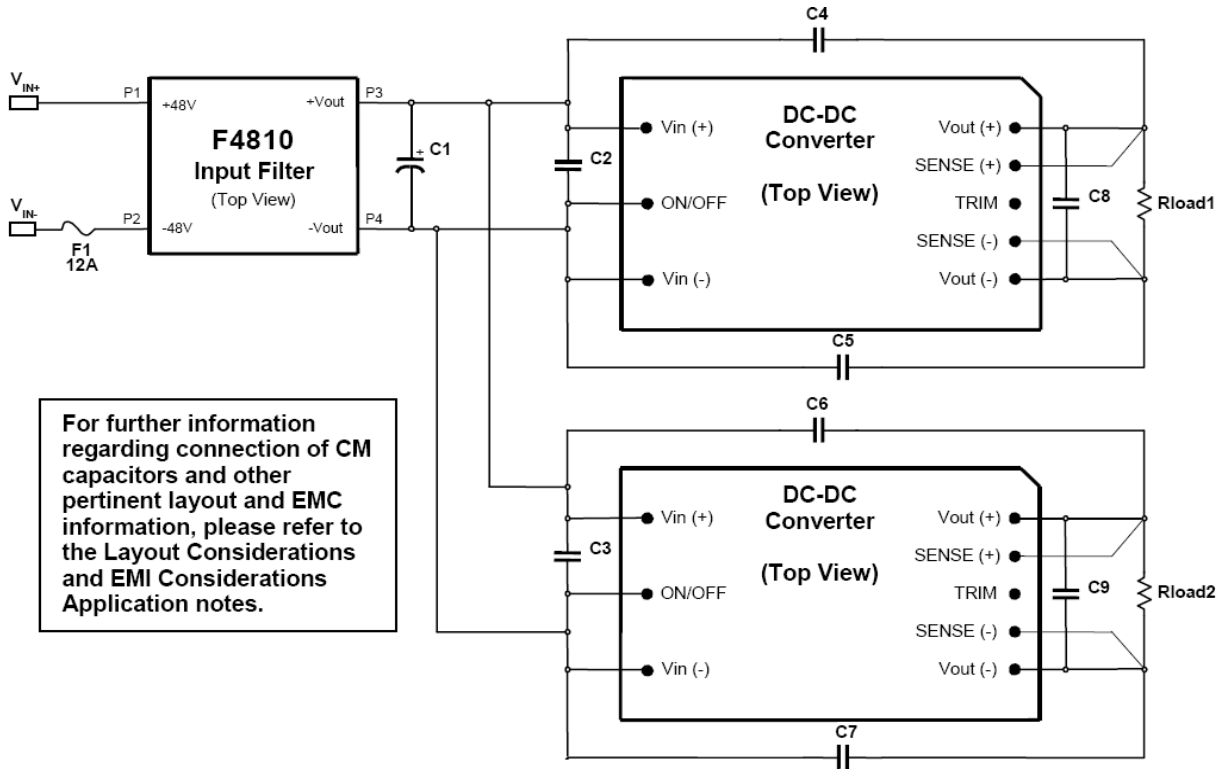 C4
V IN+
P1
+48V
+Vout
P3
F4810
Input Filter
(Top View)
C1
+
V IN-
P2
-48V
-Vout
P4
F1
12A
C2
Vin (+)
DC-DC
Converter
(Top View)
ON/OFF
Vin (-)
Vout (+)
SENSE (+)
TRIM
SENSE (-)
Vout (-)
C8
Rload1
C5
For further information
regarding connection of CM
capacitors and other
pertinent layout and EMC
information, please refer to
the Layout Considerations
and EMI Considerations
Application notes.
C6
C3
Vin (+)
DC-DC
Converter
(Top View)
ON/OFF
Vin (-)
Vout (+)
SENSE (+)
TRIM
SENSE (-)
Vout (-)
C9
Rload2
C7